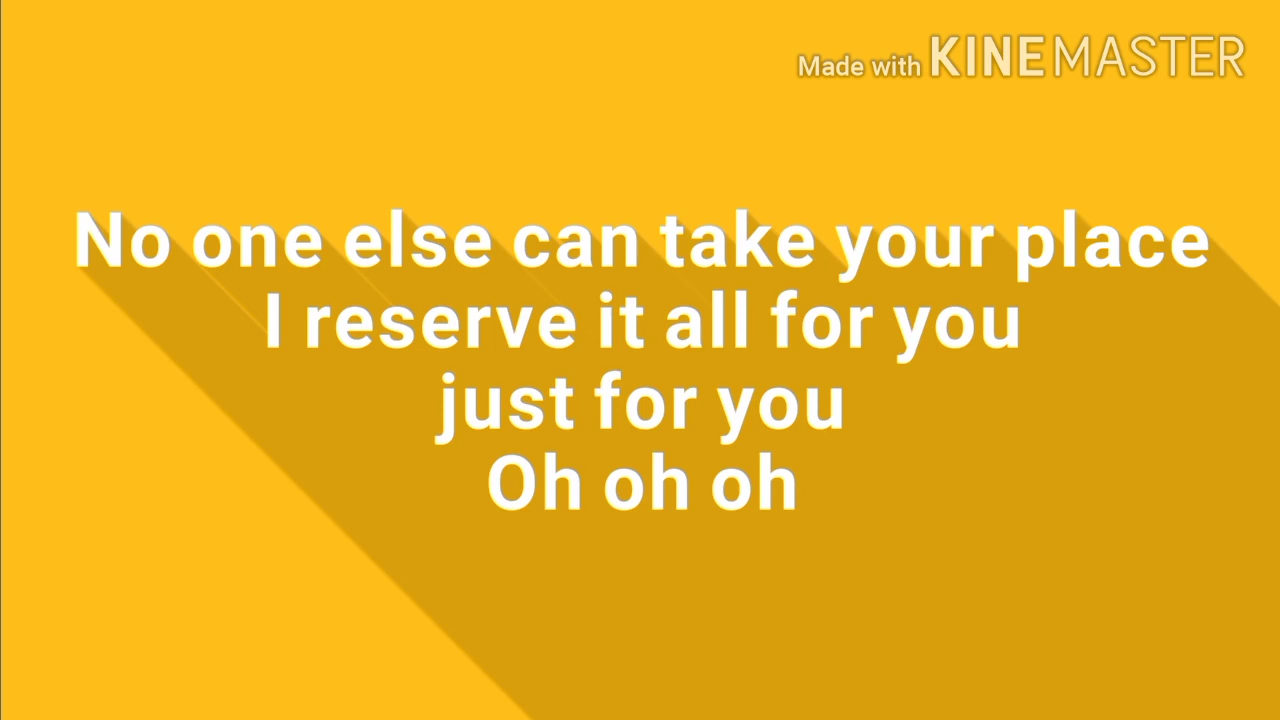 Made with KINEMASTER
No one else can take your place
I reserve it all for you
just for you
Oh oh oh